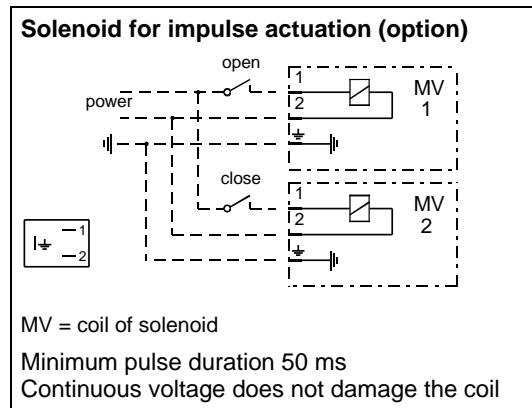 Solenoid for impulse actuation (option)
open
power
1
2
MV
1
close
1
2
MV
2
1
2
MV = coil of solenoid
Minimum pulse duration 50 ms
Continuous voltage does not damage the coil